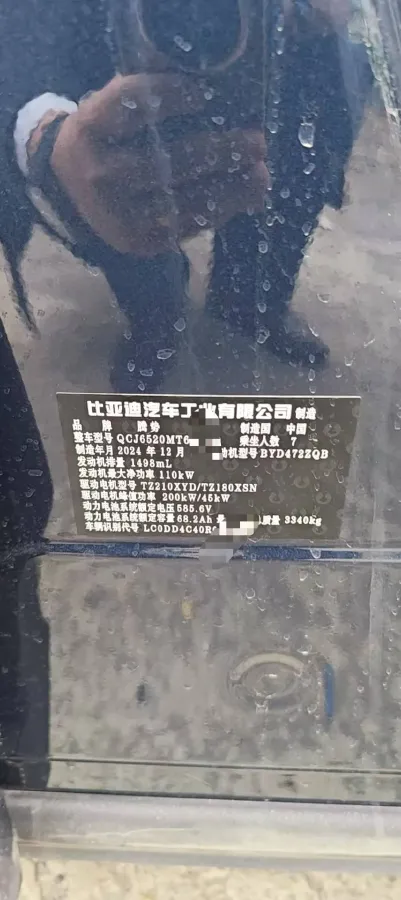 比亚迪汽车工业有限公司 制造
品 牌 腾势 制造国 中国
整车型号 QCJ6520MT6 乘坐人数 7
制造年月 2024 年 12 月 动机型号 BYD472ZQB
发动机排量 1498mL
发动机最大净功率 110kW
驱动电机型号 TZ210XYD/TZ180XSN
驱动电机峰值功率 200kW/45kW
动力电池系统额定电压 585.6V
动力电池系统额定容量 68.2Ah 最 质量 3340kg
车辆识别代号 LC0DD4C40R